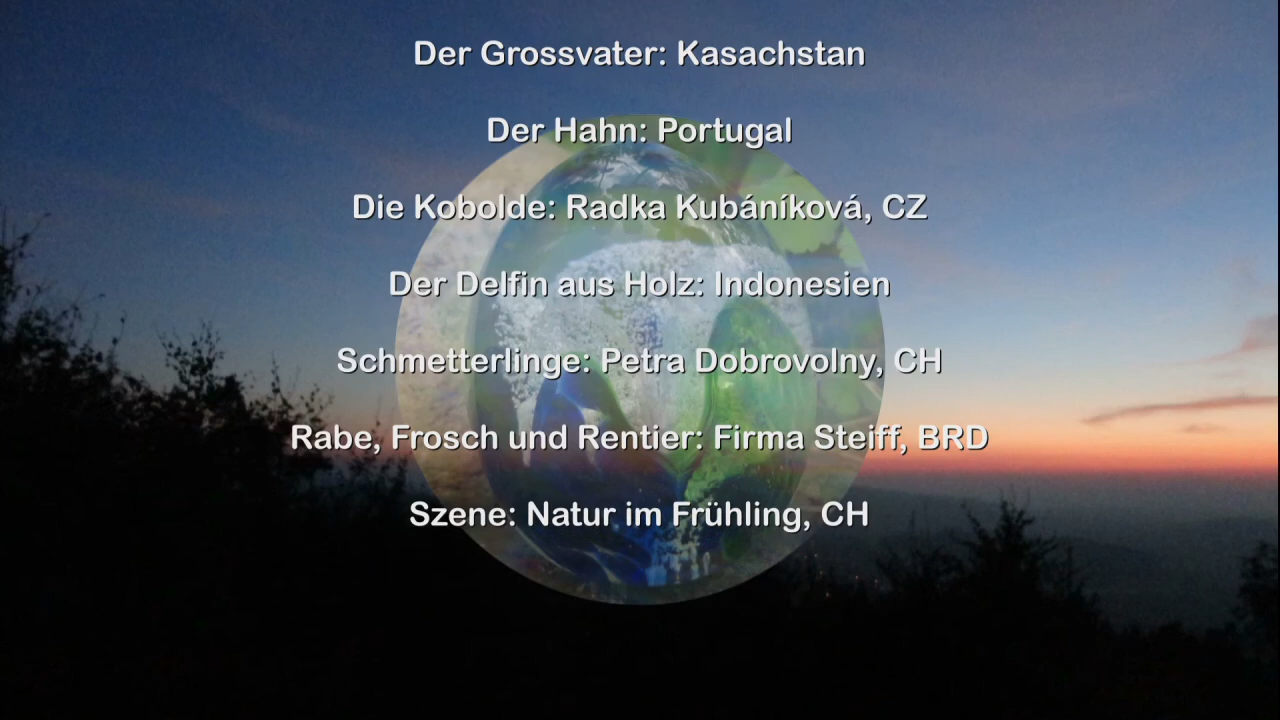 Der Grossvater: Kasachstan
Der Hahn: Portugal
Die Kobolde: Radka Kubáníková, CZ
Der Delfin aus Holz: Indonesien
Schmetterlinge: Petra Dobrovolny, CH
Rabe, Frosch und Rentier: Firma Steiff, BRD
Szene: Natur im Frühling, CH